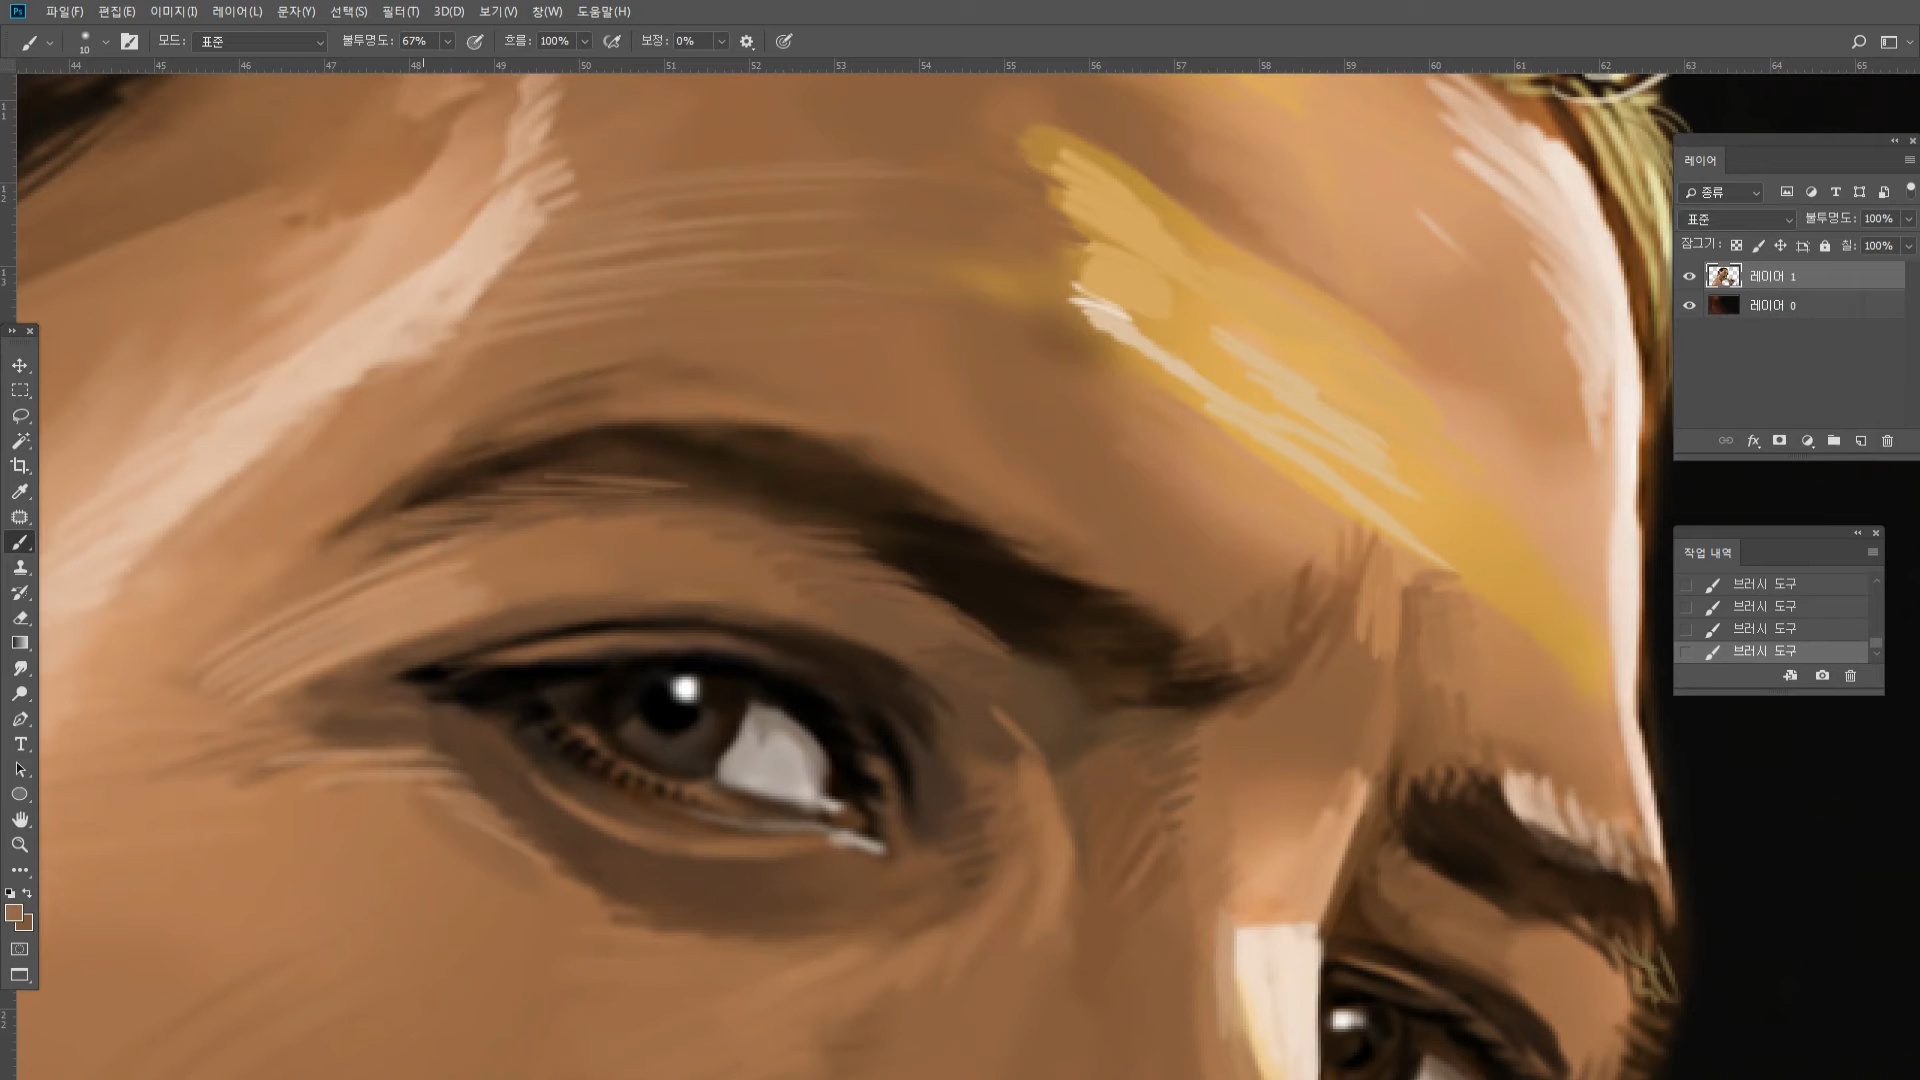 Ps 파일(F) 편집(E) 이미지(I) 레이어(L) 문자(Y) 선택(S) 필터(T) 3D(D) 보기(V) 창(W) 도움말(H)
10 모드: 표준 불투명도: 67% 흐름: 100% 보정: 0%
44 45 46 47 48 49 50 51 52 53 54 55 56 57 58 59 60 61 62 63 64 65
11
12
13
22
레이어
종류
표준 불투명도: 100%
잠그기: 칠: 100%
레이어 1
레이어 0
fx
작업 내역
브러시 도구
브러시 도구
브러시 도구
브러시 도구